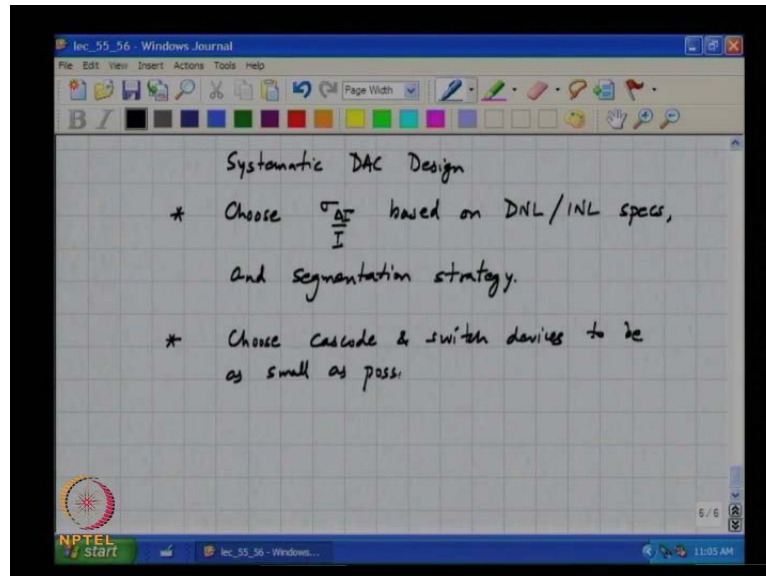 lec_55_56 - Windows Journal
File Edit View Insert Actions Tools Help
Page Width
B I
Systematic DAC Design
* Choose σ_ΔI/I based on DNL/INL specs,
and segmentation strategy.
* Choose cascode & switch devices to be
as small as poss.
6/6
NPTEL
start
lec_55_56 - Windows...
11:05 AM